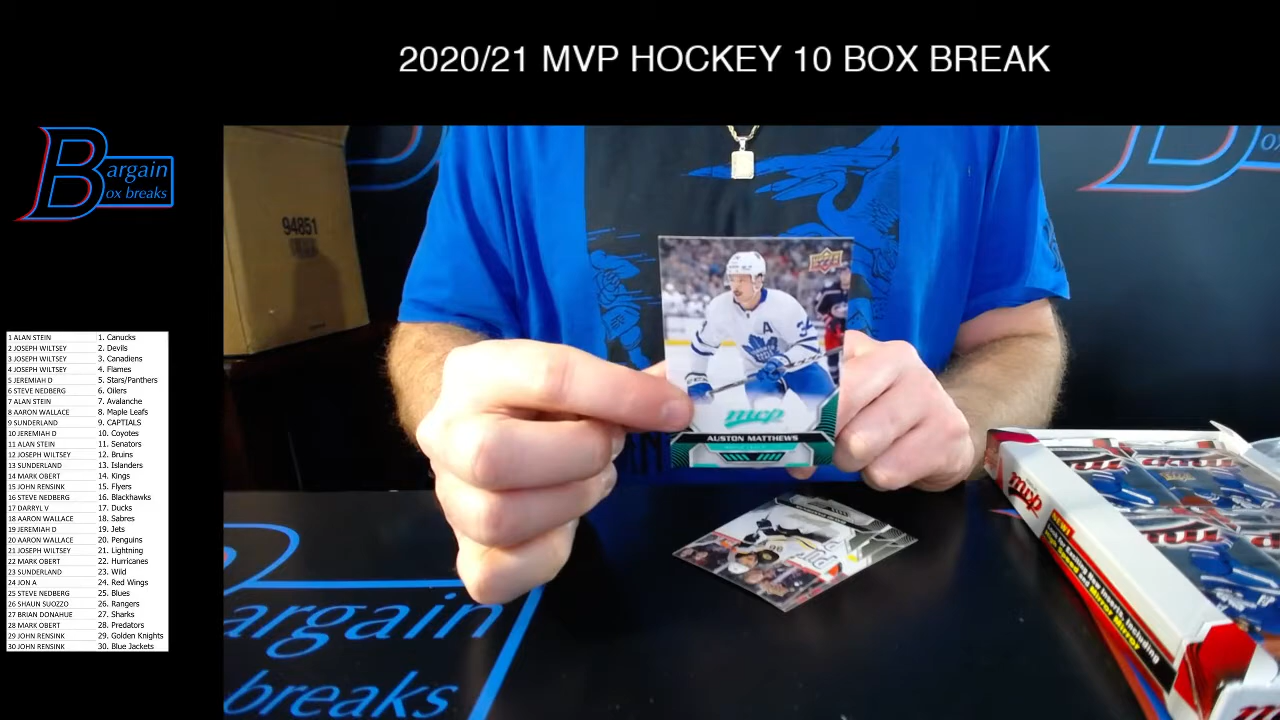 2020/21 MVP HOCKEY 10 BOX BREAK
Bargain
Box breaks
94851
1 ALAN STEIN 1. Canucks
2 JOSEPH WILTSEY 2. Devils
3 JOSEPH WILTSEY 3. Canadiens
4 JOSEPH WILTSEY 4. Flames
5 JEREMIAH D 5. Stars/Panthers
6 STEVE NEDBERG 6. Oilers
7 ALAN STEIN 7. Avalanche
8 AARON WALLACE 8. Maple Leafs
9 SUNDERLAND 9. CAPTIALS
10 JEREMIAH D 10. Coyotes
11 ALAN STEIN 11. Senators
12 JOSEPH WILTSEY 12. Bruins
13 SUNDERLAND 13. Islanders
14 MARK OBERT 14. Kings
15 JOHN RENSINK 15. Flyers
16 STEVE NEDBERG 16. Blackhawks
17 DARRYL V 17. Ducks
18 AARON WALLACE 18. Sabres
19 JEREMIAH D 19. Jets
20 AARON WALLACE 20. Penguins
21 JOSEPH WILTSEY 21. Lightning
22 MARK OBERT 22. Hurricanes
23 SUNDERLAND 23. Wild
24 JON A 24. Red Wings
25 STEVE NEDBERG 25. Blues
26 SHAUN SUOZZO 26. Rangers
27 BRIAN DONAHUE 27. Sharks
28 MARK OBERT 28. Predators
29 JOHN RENSINK 29. Golden Knights
30 JOHN RENSINK 30. Blue Jackets
A
mvp
AUSTON MATTHEWS
mvp
NEW!
High Speed and Mirror Mirror
argain
breaks